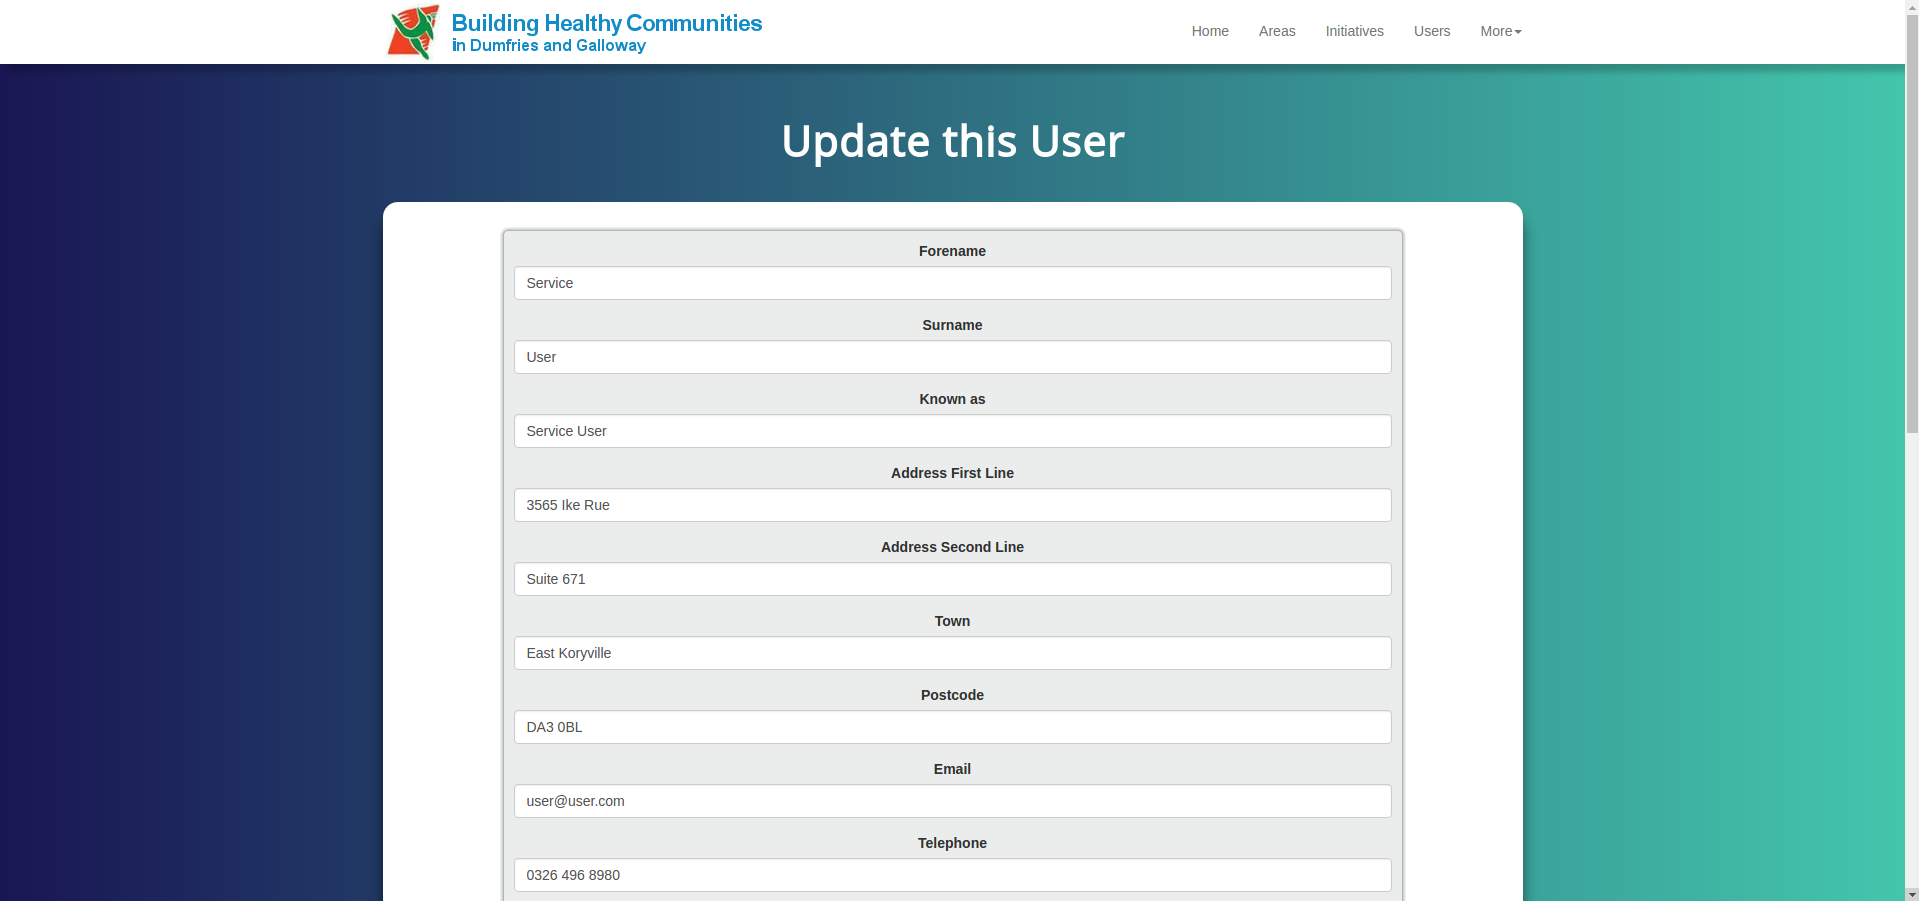 Building Healthy Communities
in Dumfries and Galloway
Home Areas Initiatives Users More
Update this User
Forename
Service
Surname
User
Known as
Service User
Address First Line
3565 Ike Rue
Address Second Line
Suite 671
Town
East Koryville
Postcode
DA3 0BL
Email
user@user.com
Telephone
0326 496 8980